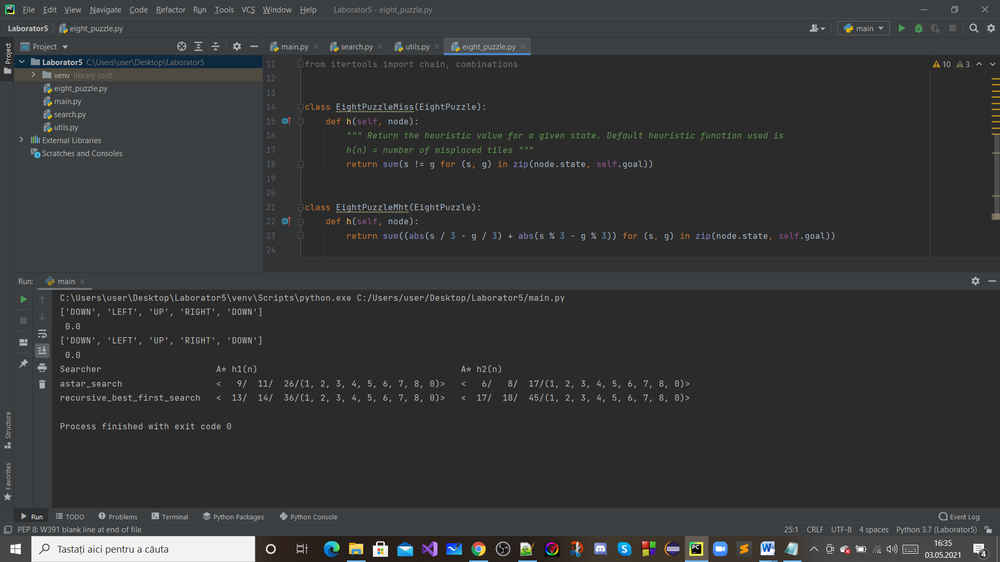 File Edit View Navigate Code Refactor Run Tools VCS Window Help Laborator5 - eight_puzzle.py
Laborator5 eight_puzzle.py main
Project
Project main.py search.py utils.py eight_puzzle.py
Laborator5 C:\Users\user\Desktop\Laborator5
venv library root
eight_puzzle.py
main.py
search.py
utils.py
External Libraries
Scratches and Consoles
10 3
11 from itertools import chain, combinations
12
13
14 class EightPuzzleMiss(EightPuzzle):
15 def h(self, node):
16 """ Return the heuristic value for a given state. Default heuristic function used is
17 h(n) = number of misplaced tiles """
18 return sum(s != g for (s, g) in zip(node.state, self.goal))
19
20
21 class EightPuzzleMht(EightPuzzle):
22 def h(self, node):
23 return sum((abs(s / 3 - g / 3) + abs(s % 3 - g % 3)) for (s, g) in zip(node.state, self.goal))
24
Run: main
C:\Users\user\Desktop\Laborator5\venv\Scripts\python.exe C:/Users/user/Desktop/Laborator5/main.py
['DOWN', 'LEFT', 'UP', 'RIGHT', 'DOWN']
0.0
['DOWN', 'LEFT', 'UP', 'RIGHT', 'DOWN']
0.0
Searcher A* h1(n) A* h2(n)
astar_search < 9/ 11/ 26/(1, 2, 3, 4, 5, 6, 7, 8, 0)> < 6/ 8/ 17/(1, 2, 3, 4, 5, 6, 7, 8, 0)>
recursive_best_first_search < 13/ 14/ 36/(1, 2, 3, 4, 5, 6, 7, 8, 0)> < 17/ 18/ 45/(1, 2, 3, 4, 5, 6, 7, 8, 0)>
Process finished with exit code 0
Structure
Favorites
Run TODO Problems Terminal Python Packages Python Console Event Log
PEP 8: W391 blank line at end of file 25:1 CRLF UTF-8 4 spaces Python 3.7 (Laborator5)
Tastați aici pentru a căuta
16:35
03.05.2021
4